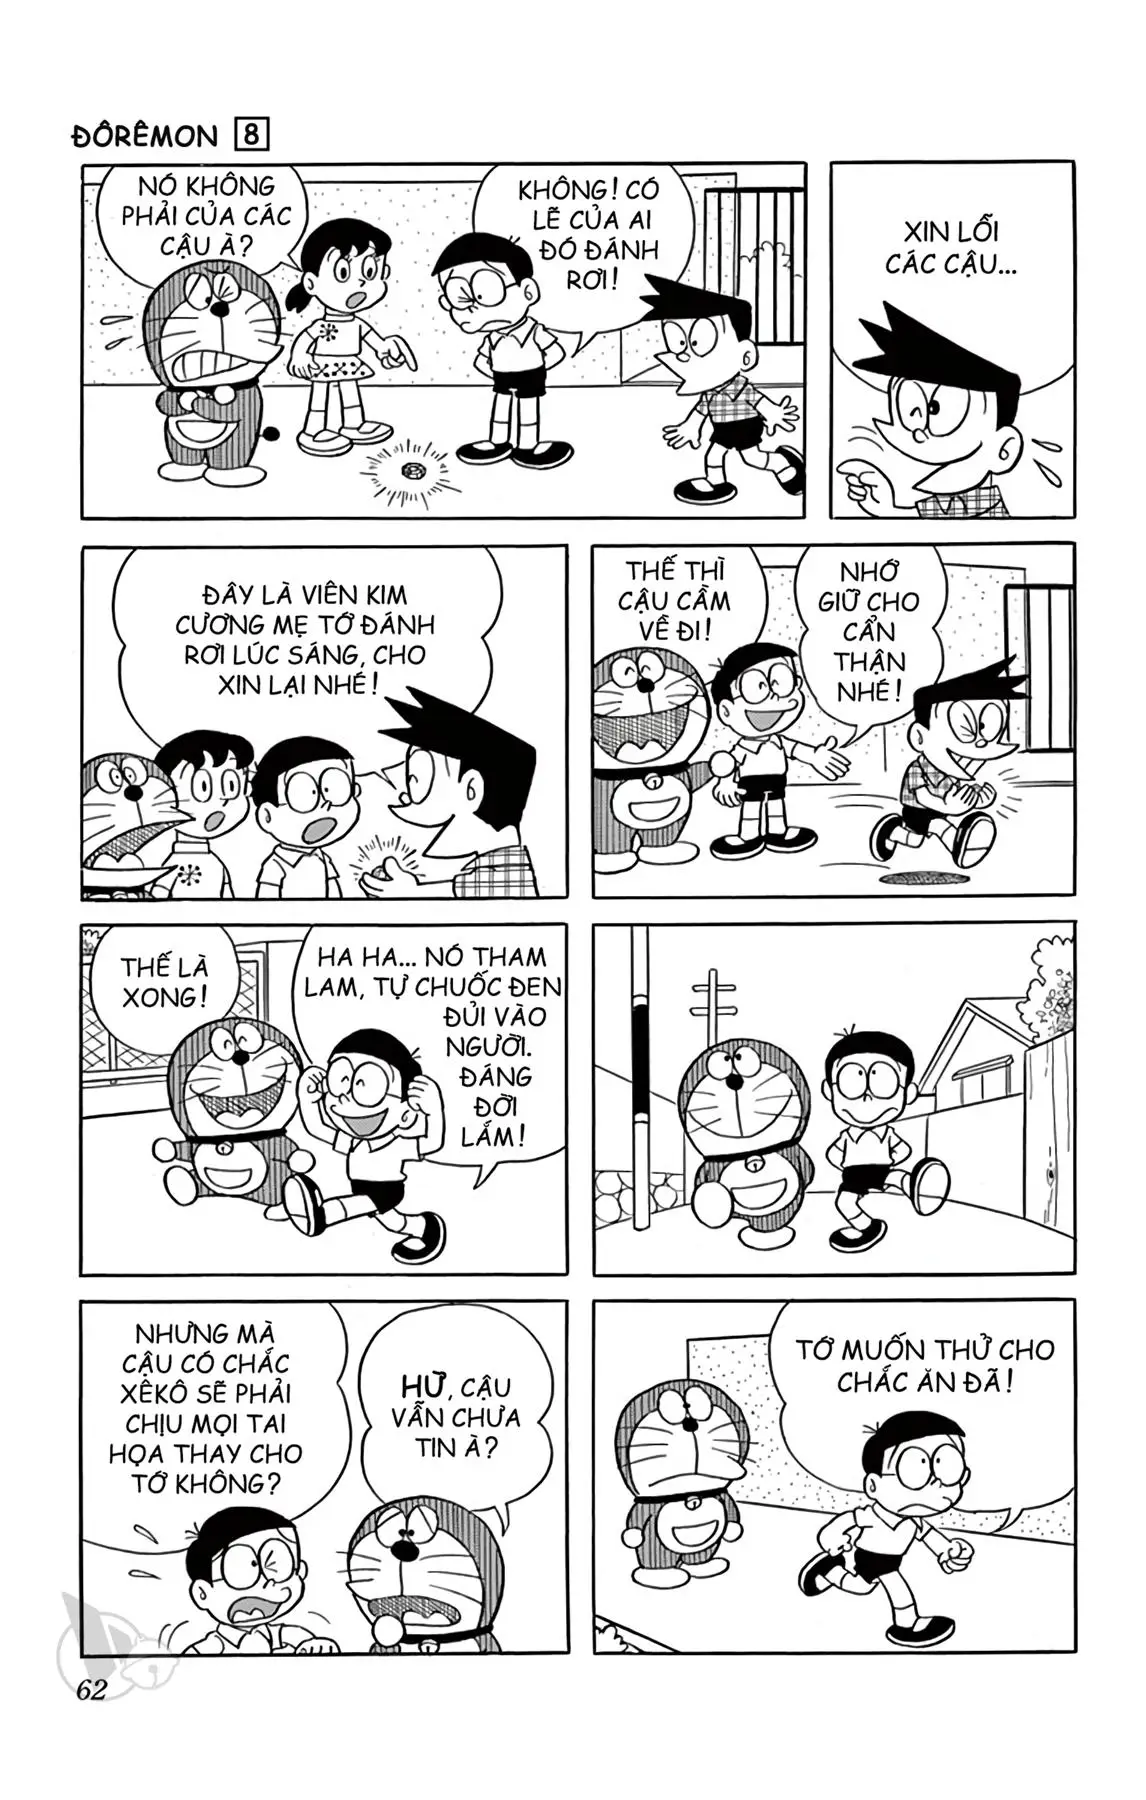 ĐÔRÊMON 8
NÓ KHÔNG
PHẢI CỦA CÁC
CẬU À?
KHÔNG! CÓ
LẼ CỦA AI
ĐÓ ĐÁNH
RƠI!
XIN LỖI
CÁC CẬU...
ĐÂY LÀ VIÊN KIM
CƯƠNG MẸ TỚ ĐÁNH
RƠI LÚC SÁNG, CHO
XIN LẠI NHÉ!
THẾ THÌ
CẬU CẦM
VỀ ĐI!
NHỚ
GIỮ CHO
CẨN
THẬN
NHÉ!
THẾ LÀ
XONG!
HA HA... NÓ THAM
LAM, TỰ CHUỐC ĐEN
ĐỦI VÀO
NGƯỜI.
ĐÁNG
ĐỜI
LẮM!
NHƯNG MÀ
CẬU CÓ CHẮC
XÊKÔ SẼ PHẢI
CHỊU MỌI TAI
HỌA THAY CHO
TỚ KHÔNG?
HỪ, CẬU
VẪN CHƯA
TIN À?
TỚ MUỐN THỬ CHO
CHẮC ĂN ĐÃ!
62